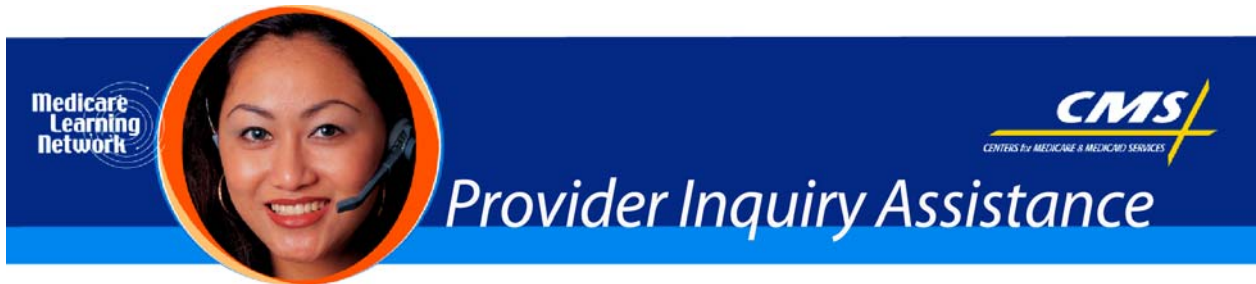 Medicare
Learning
Network
CMS
CENTERS for MEDICARE & MEDICAID SERVICES
Provider Inquiry Assistance